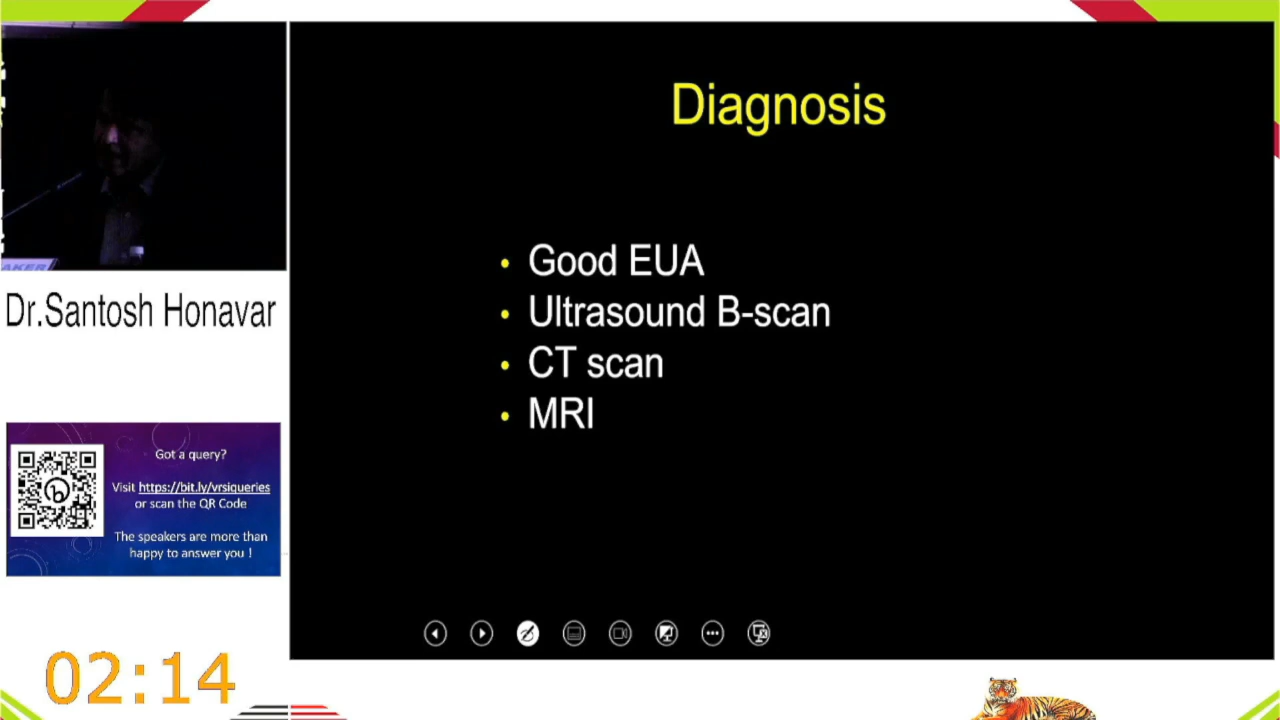 Diagnosis
• Good EUA
• Ultrasound B-scan
• CT scan
• MRI
AKER
Dr.Santosh Honavar
Got a query?
Visit https://bit.ly/vrsiqueries
or scan the QR Code
The speakers are more than
happy to answer you !
02:14